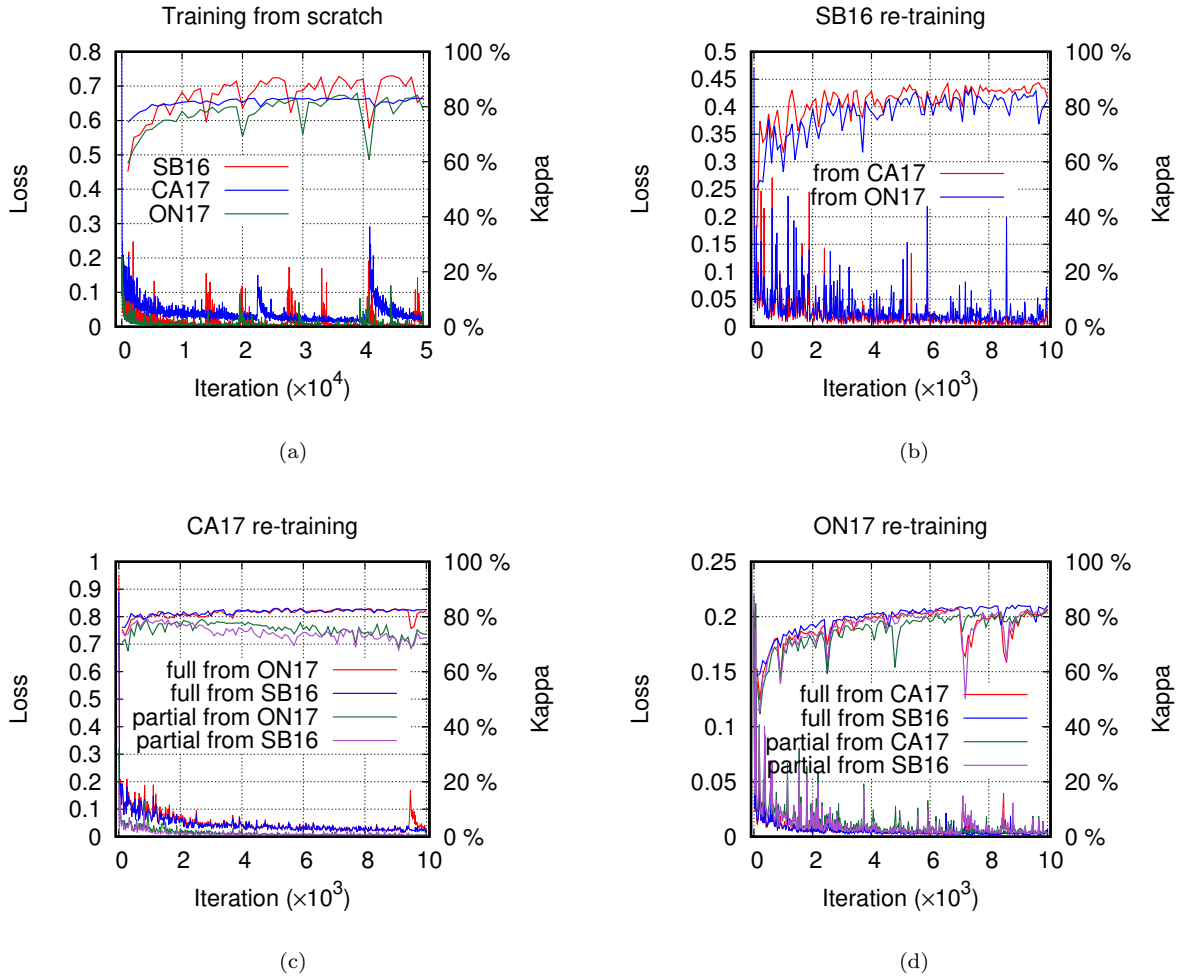 Training from scratch
Loss
0.8
0.7
0.6
0.5
0.4
0.3
0.2
0.1
0
100 %
80 %
60 %
40 %
20 %
0 %
Kappa
SB16
CA17
ON17
0 1 2 3 4 5
Iteration (×10^4)
(a)
SB16 re-training
Loss
0.5
0.45
0.4
0.35
0.3
0.25
0.2
0.15
0.1
0.05
0
100 %
80 %
60 %
40 %
20 %
0 %
Kappa
from CA17
from ON17
0 2 4 6 8 10
Iteration (×10^3)
(b)
CA17 re-training
Loss
1
0.9
0.8
0.7
0.6
0.5
0.4
0.3
0.2
0.1
0
100 %
80 %
60 %
40 %
20 %
0 %
Kappa
full from ON17
full from SB16
partial from ON17
partial from SB16
0 2 4 6 8 10
Iteration (×10^3)
(c)
ON17 re-training
Loss
0.25
0.2
0.15
0.1
0.05
0
100 %
80 %
60 %
40 %
20 %
0 %
Kappa
full from CA17
full from SB16
partial from CA17
partial from SB16
0 2 4 6 8 10
Iteration (×10^3)
(d)